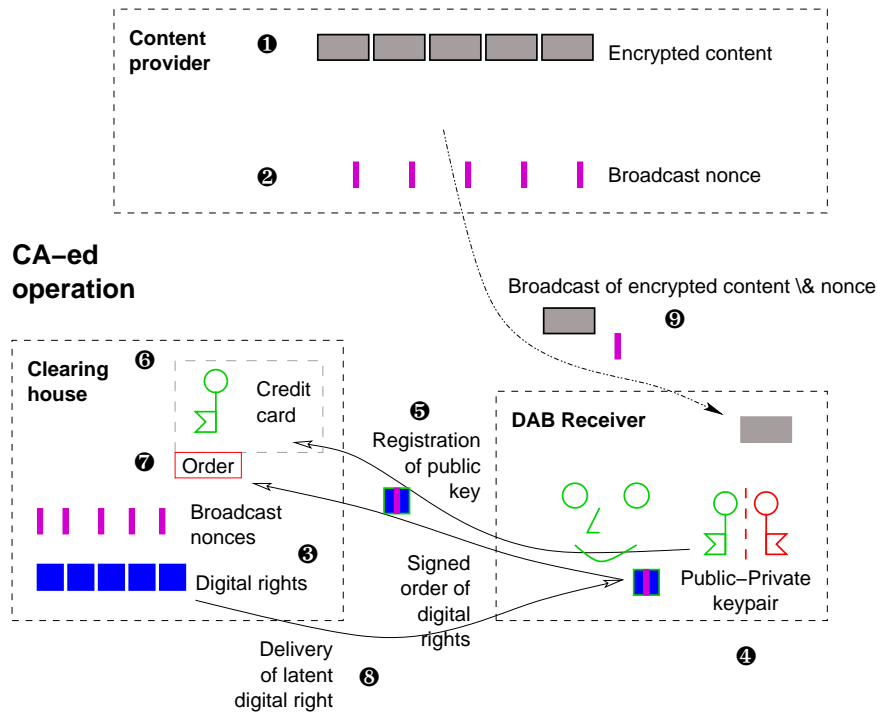 Content
provider
❶
Encrypted content
❷
Broadcast nonce
CA–ed
operation
Broadcast of encrypted content \& nonce
❾
Clearing
house
❻
Credit
card
❼
Order
Broadcast
nonces
❸
Digital rights
❺
Registration
of public
key
DAB Receiver
Public–Private
keypair
❹
Signed
order of
digital
rights
Delivery
of latent
digital right
❽